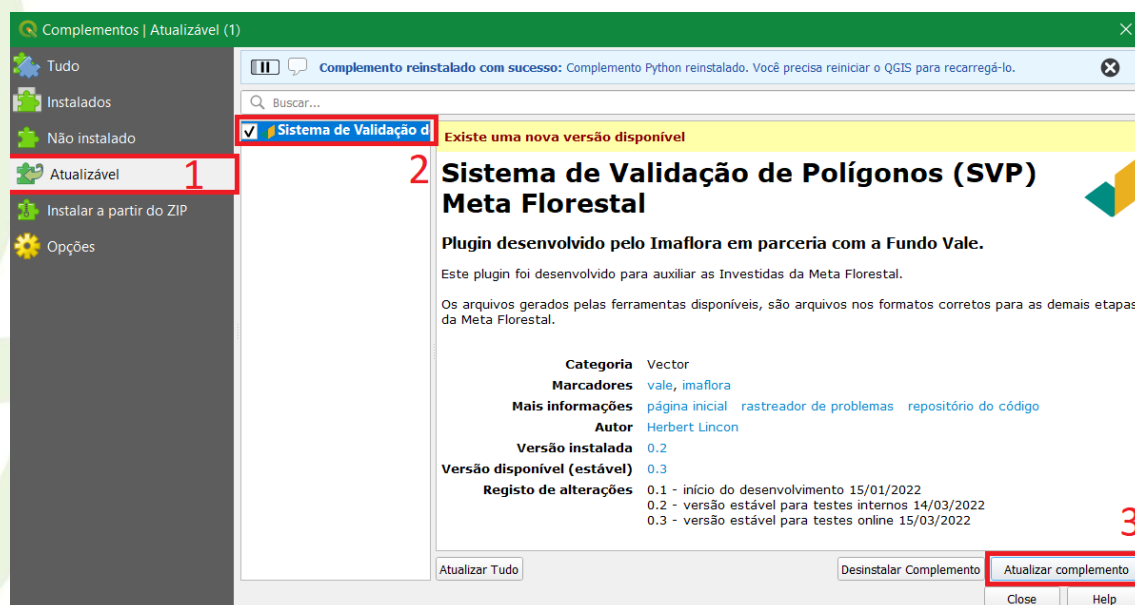 Complementos | Atualizável (1)
Tudo
Instalados
Não instalado
Atualizável
1
Instalar a partir do ZIP
Opções
Complemento reinstalado com sucesso: Complemento Python reinstalado. Você precisa reiniciar o QGIS para recarregá-lo.
Buscar...
Sistema de Validação d
2
Existe uma nova versão disponível
Sistema de Validação de Polígonos (SVP)
Meta Florestal
Plugin desenvolvido pelo Imaflora em parceria com a Fundo Vale.
Este plugin foi desenvolvido para auxiliar as Investidas da Meta Florestal.
Os arquivos gerados pelas ferramentas disponíveis, são arquivos nos formatos corretos para as demais etapas
da Meta Florestal.
Categoria Vector
Marcadores vale, imaflora
Mais informações página inicial rastreador de problemas repositório do código
Autor Herbert Lincon
Versão instalada 0.2
Versão disponível (estável) 0.3
Registo de alterações 0.1 - início do desenvolvimento 15/01/2022
0.2 - versão estável para testes internos 14/03/2022
0.3 - versão estável para testes online 15/03/2022
3
Atualizar Tudo Desinstalar Complemento Atualizar complemento
Close Help